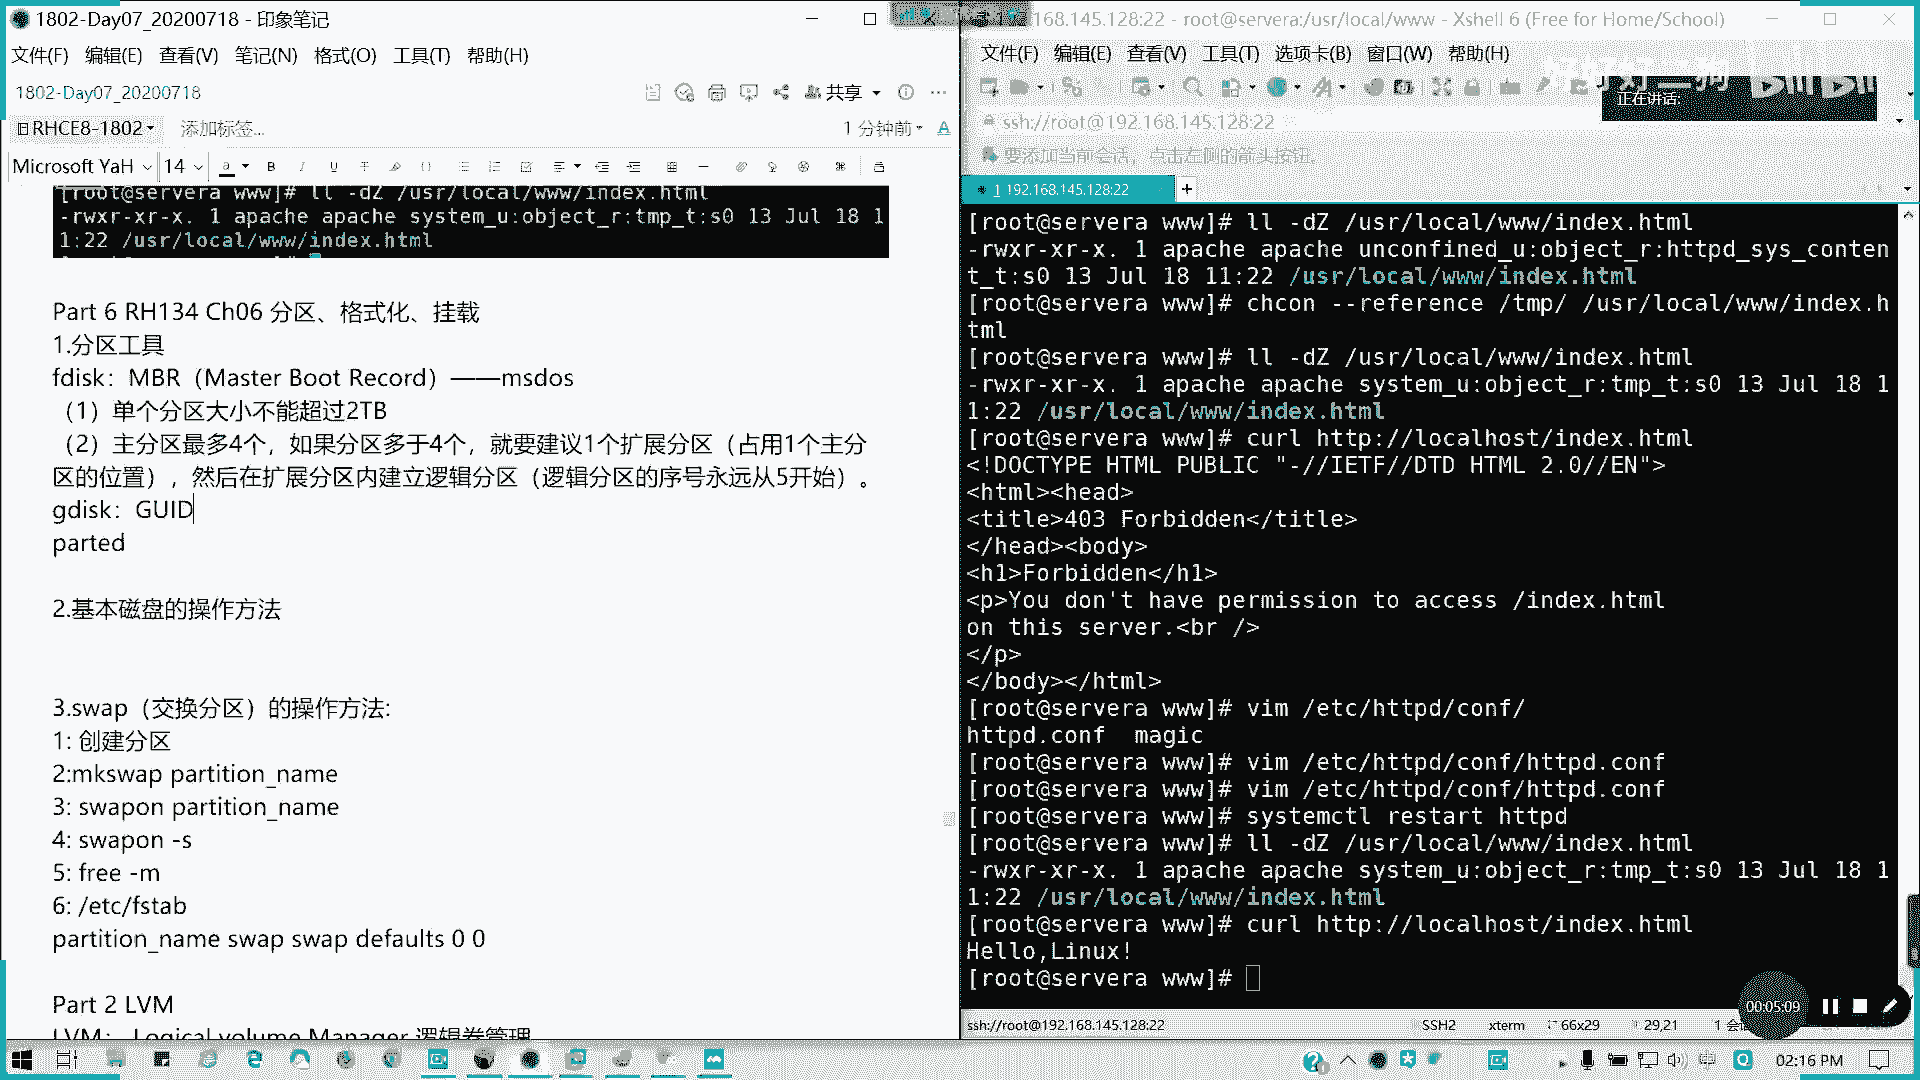 1802-Day07_20200718 - 印象笔记
文件(F) 编辑(E) 查看(V) 笔记(N) 格式(O) 工具(T) 帮助(H)
1802-Day07_20200718
共享
RHCE8-1802 添加标签...
1 分钟前
Microsoft YaH 14
[root@servera www]# ll -dZ /usr/local/www/index.html
-rwxr-xr-x. 1 apache apache system_u:object_r:tmp_t:s0 13 Jul 18 1
1:22 /usr/local/www/index.html
Part 6 RH134 Ch06 分区、格式化、挂载
1.分区工具
fdisk：MBR（Master Boot Record）——msdos
（1）单个分区大小不能超过2TB
（2）主分区最多4个，如果分区多于4个，就要建议1个扩展分区（占用1个主分
区的位置），然后在扩展分区内建立逻辑分区（逻辑分区的序号永远从5开始）。
gdisk：GUID
parted
2.基本磁盘的操作方法
3.swap（交换分区）的操作方法:
1: 创建分区
2:mkswap partition_name
3: swapon partition_name
4: swapon -s
5: free -m
6: /etc/fstab
partition_name swap swap defaults 0 0
Part 2 LVM
LVM： Logical volume Manager 逻辑卷管理
168.145.128:22 - root@servera:/usr/local/www - Xshell 6 (Free for Home/School)
文件(F) 编辑(E) 查看(V) 工具(T) 选项卡(B) 窗口(W) 帮助(H)
正在讲话:
ssh://root@192.168.145.128:22
要添加当前会话，点击左侧的箭头按钮。
1 192.168.145.128:22
[root@servera www]# ll -dZ /usr/local/www/index.html
-rwxr-xr-x. 1 apache apache unconfined_u:object_r:httpd_sys_conten
t_t:s0 13 Jul 18 11:22 /usr/local/www/index.html
[root@servera www]# chcon --reference /tmp/ /usr/local/www/index.h
tml
[root@servera www]# ll -dZ /usr/local/www/index.html
-rwxr-xr-x. 1 apache apache system_u:object_r:tmp_t:s0 13 Jul 18 1
1:22 /usr/local/www/index.html
[root@servera www]# curl http://localhost/index.html
<!DOCTYPE HTML PUBLIC "-//IETF//DTD HTML 2.0//EN">
<html><head>
<title>403 Forbidden</title>
</head><body>
<h1>Forbidden</h1>
<p>You don't have permission to access /index.html
on this server.<br />
</p>
</body></html>
[root@servera www]# vim /etc/httpd/conf/
httpd.conf  magic
[root@servera www]# vim /etc/httpd/conf/httpd.conf
[root@servera www]# vim /etc/httpd/conf/httpd.conf
[root@servera www]# systemctl restart httpd
[root@servera www]# ll -dZ /usr/local/www/index.html
-rwxr-xr-x. 1 apache apache system_u:object_r:tmp_t:s0 13 Jul 18 1
1:22 /usr/local/www/index.html
[root@servera www]# curl http://localhost/index.html
Hello,Linux!
[root@servera www]#
00:05:09
ssh://root@192.168.145.128:22 SSH2 xterm 66x29 29,21
02:16 PM